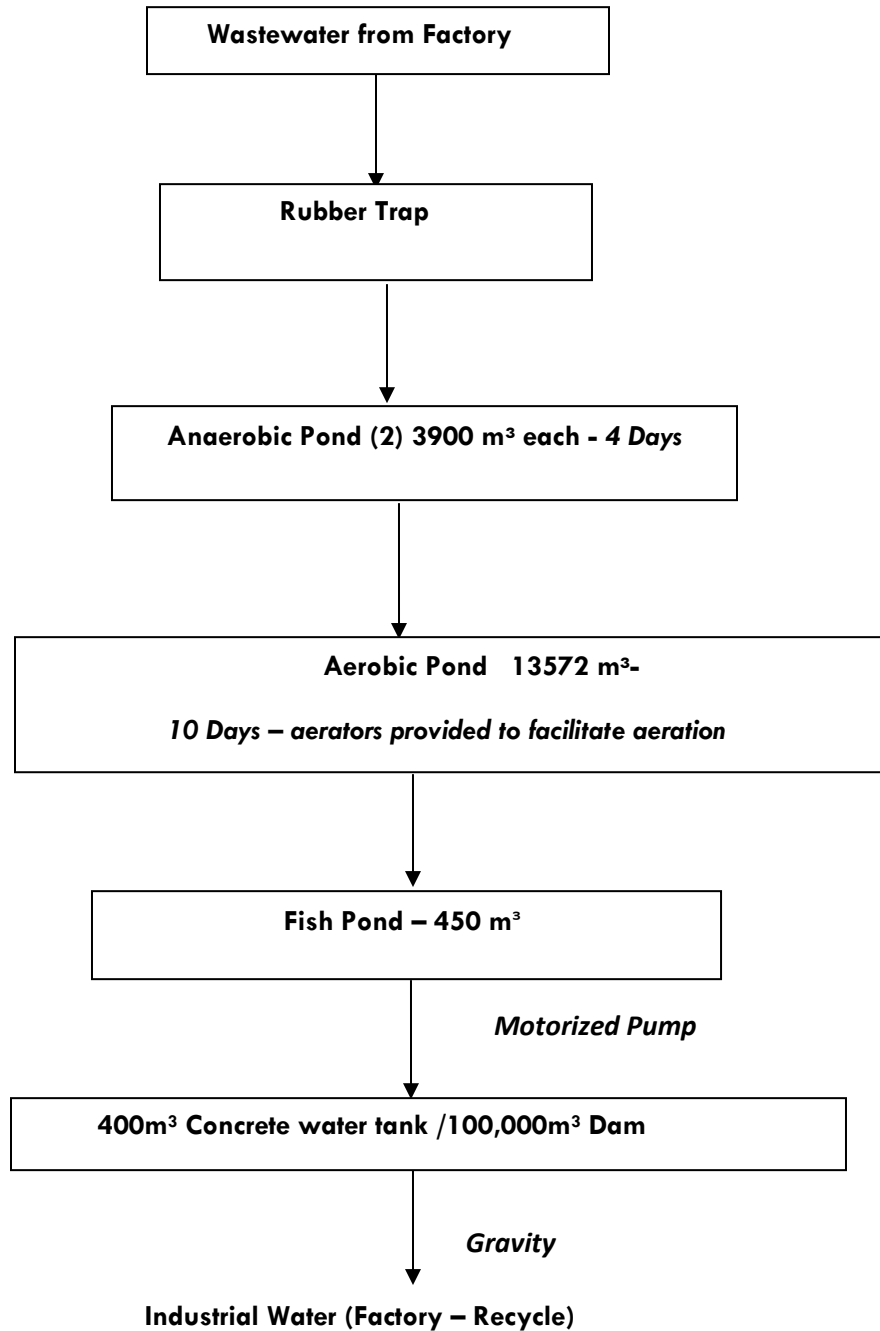 Wastewater from Factory
Rubber Trap
Anaerobic Pond (2) 3900 m³ each - 4 Days
Aerobic Pond 13572 m³-
10 Days – aerators provided to facilitate aeration
Fish Pond – 450 m³
Motorized Pump
400m³ Concrete water tank /100,000m³ Dam
Gravity
Industrial Water (Factory – Recycle)